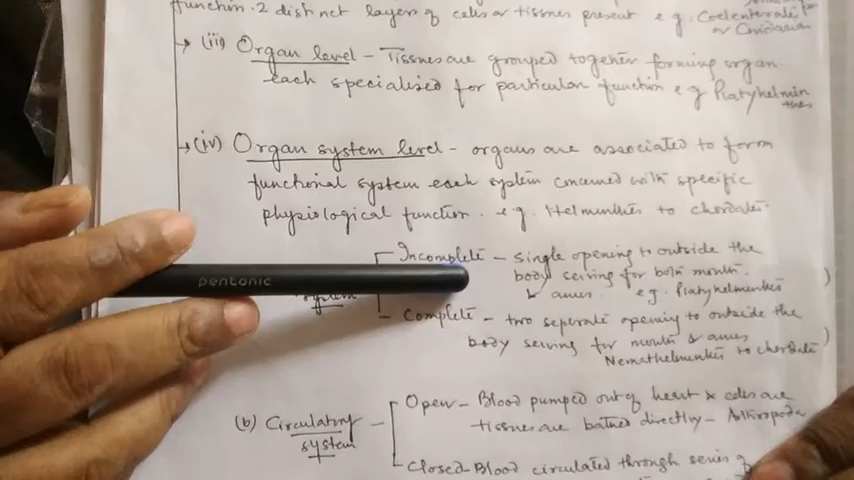 function. 2 distinct layers of cells or tissues present e.g. Coelenterate
or Cnidarian
(iii) Organ level - Tissues are grouped together forming organ
each specialised for particular function e.g Platyhelmin
thes
(iv) Organ system level - organs are associated to form
functional system each system concerned with specific
physiological function. e.g. Helminthes to chordates.
Incomplete - single opening to outside the
body serving for both mouth
& anus. e.g. Platyhelminthes
pentonic
system
Complete - two seperate opening to outside the
body serving for mouth & anus
Nemathelminthes to chordates
(b) Circulatory system
Open - Blood pumped out of heart & cells are
tissues are bathed directly - Arthropoda
Closed - Blood circulated through series of